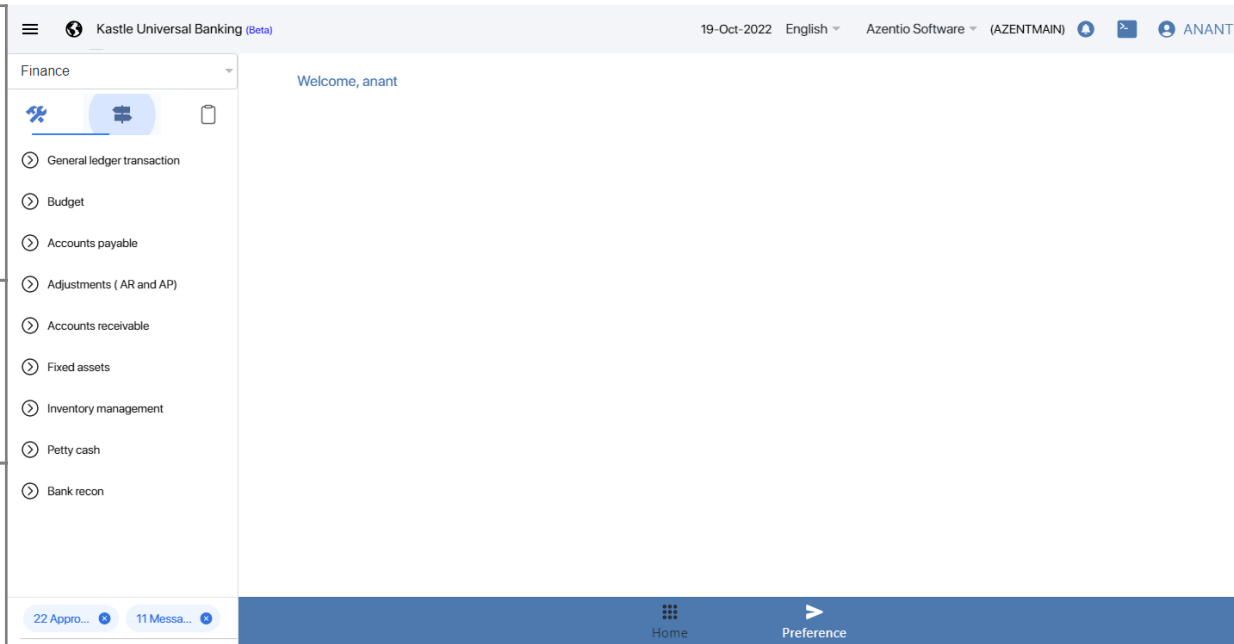 Kastle Universal Banking (Beta)
19-Oct-2022 English Azentio Software (AZENTMAIN) ANANT
Finance
Welcome, anant
General ledger transaction
Budget
Accounts payable
Adjustments ( AR and AP)
Accounts receivable
Fixed assets
Inventory management
Petty cash
Bank recon
22 Appro... 11 Messa...
Home Preference